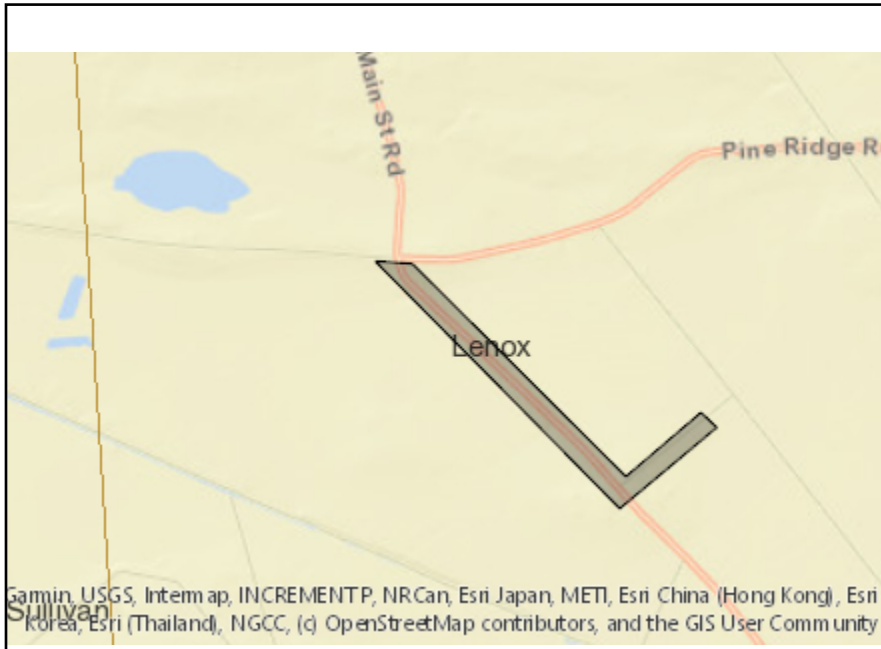 Main St Rd
Pine Ridge R
Lenox
Sullivan
Garmin, USGS, Intermap, INCREMENT P, NRCan, Esri Japan, METI, Esri China (Hong Kong), Esri
Korea, Esri (Thailand), NGCC, (c) OpenStreetMap contributors, and the GIS User Community